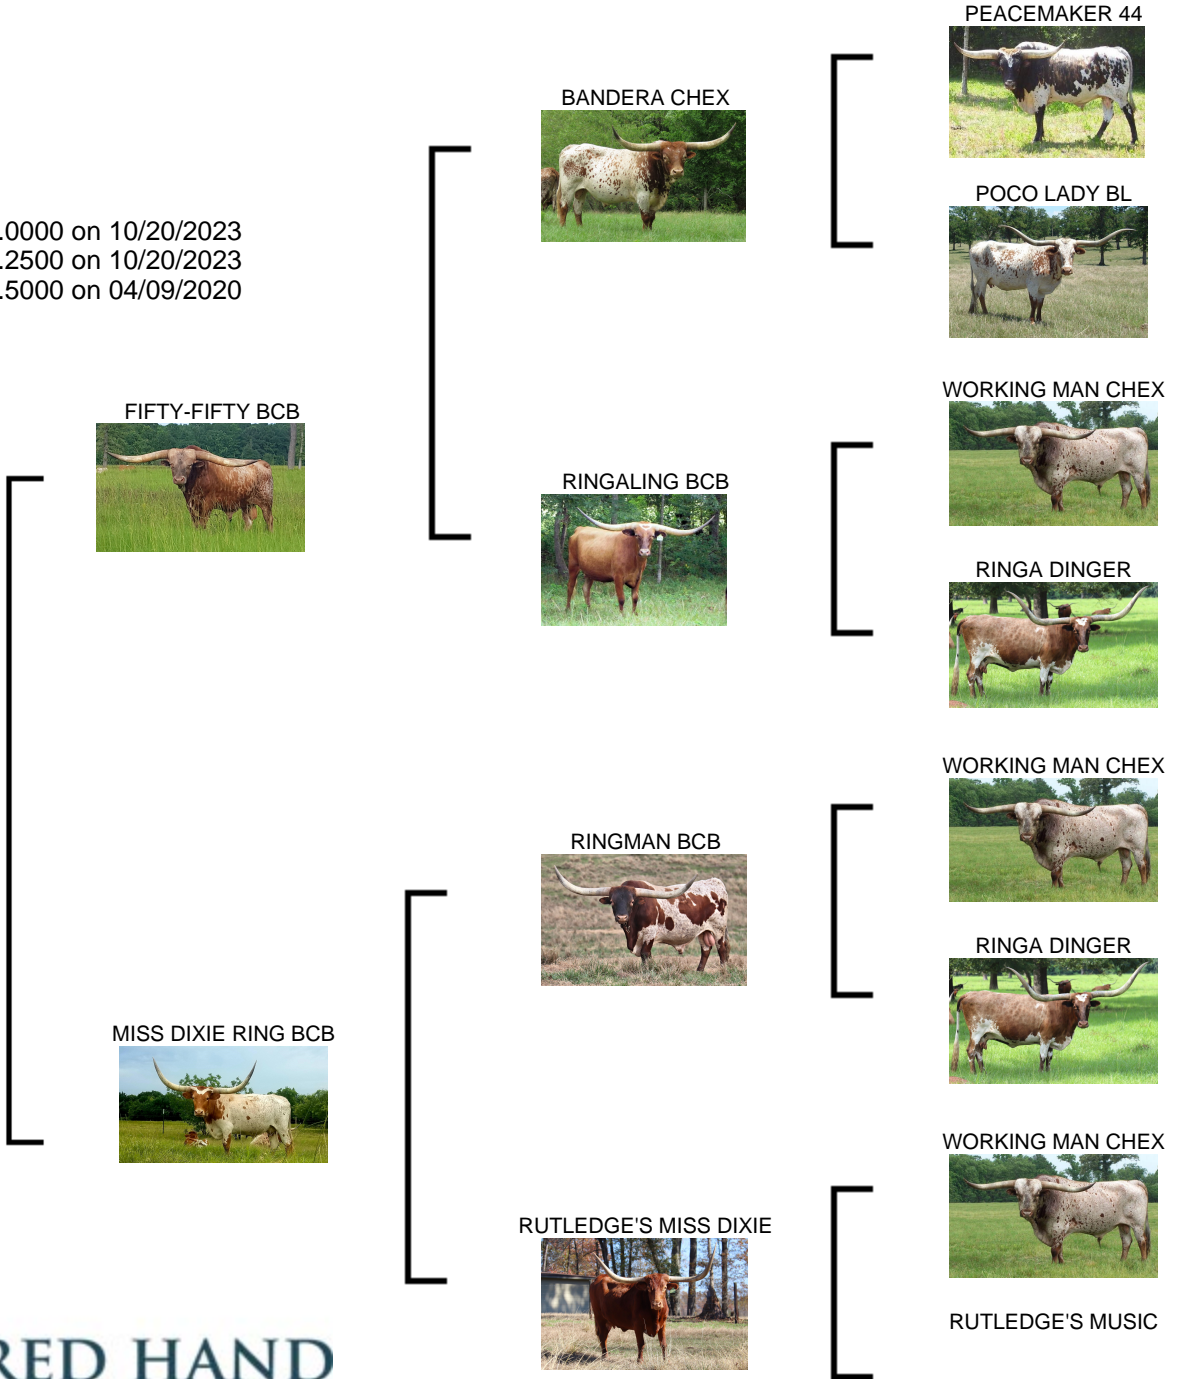 PEACEMAKER 44
BANDERA CHEX
POCO LADY BL
.0000 on 10/20/2023
.2500 on 10/20/2023
.5000 on 04/09/2020
WORKING MAN CHEX
FIFTY-FIFTY BCB
RINGALING BCB
RINGA DINGER
WORKING MAN CHEX
RINGMAN BCB
RINGA DINGER
MISS DIXIE RING BCB
WORKING MAN CHEX
RUTLEDGE'S MISS DIXIE
RUTLEDGE'S MUSIC
RED HAND